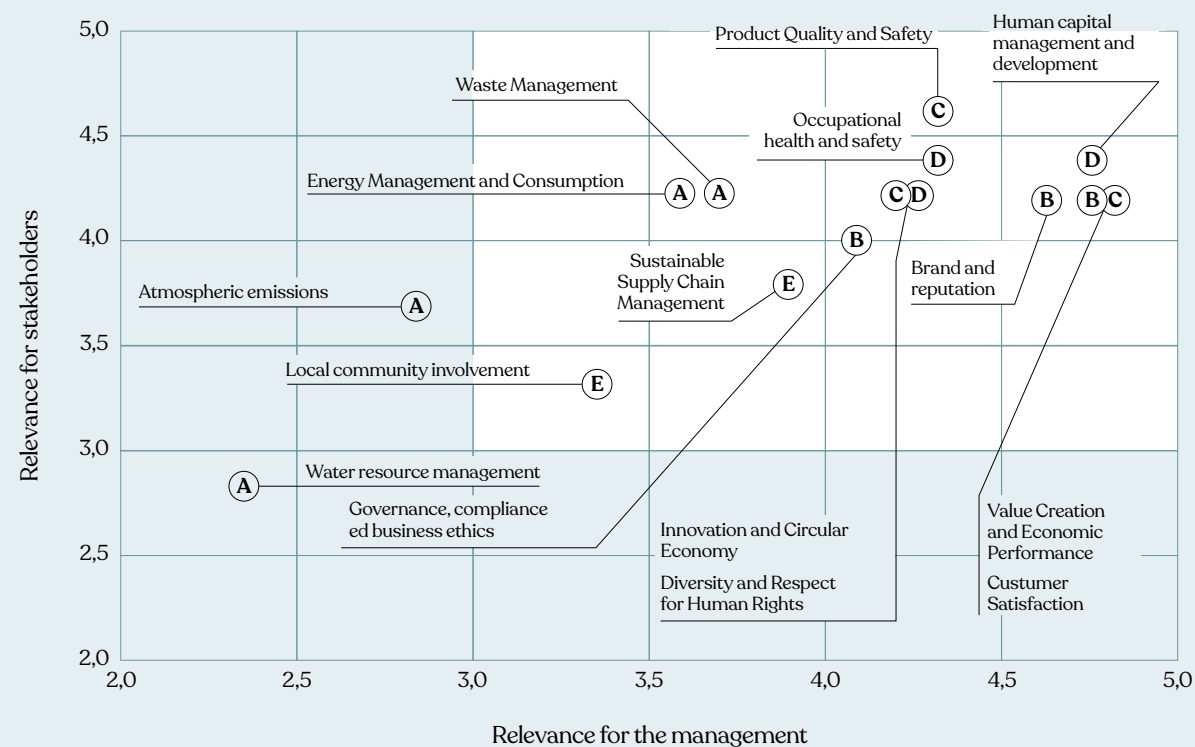 5,0
Product Quality and Safety
Human capital
management and
development
Waste Management
C
4,5
Occupational
health and safety
D
D
Energy Management and Consumption
A
A
C
D
B
B
C
4,0
B
Sustainable
Supply Chain
Management
E
Brand and
reputation
Atmospheric emissions
A
3,5
Local community involvement
E
3,0
A
Water resource management
Governance, compliance
ed business ethics
Innovation and Circular
Economy
Value Creation
and Economic
Performance
2,5
Diversity and Respect
for Human Rights
Custumer
Satisfaction
2,0
2,0
2,5
3,0
3,5
4,0
4,5
5,0
Relevance for stakeholders
Relevance for the management